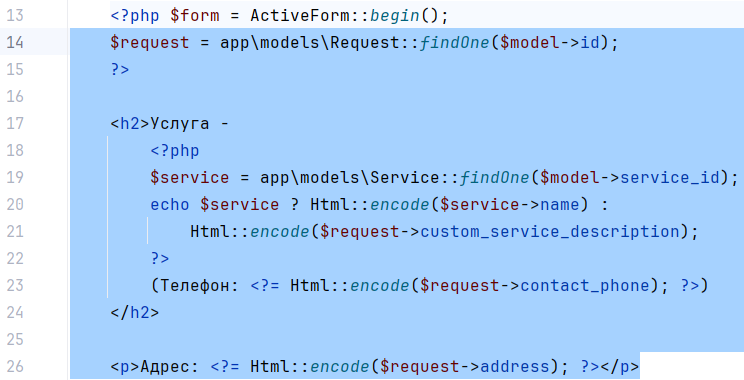 13 <?php $form = ActiveForm::begin();
14 $request = app\models\Request::findOne($model->id);
15 ?>
16
17 <h2>Услуга -
18 <?php
19 $service = app\models\Service::findOne($model->service_id);
20 echo $service ? Html::encode($service->name) :
21 Html::encode($request->custom_service_description);
22 ?>
23 (Телефон: <?= Html::encode($request->contact_phone); ?>)
24 </h2>
25
26 <p>Адрес: <?= Html::encode($request->address); ?></p>